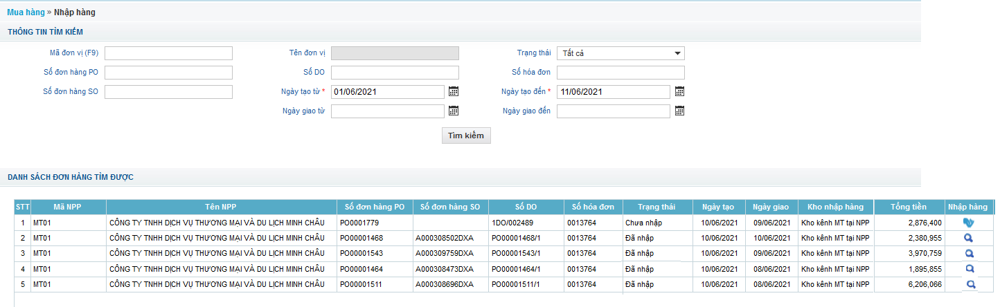 Mua hàng » Nhập hàng
THÔNG TIN TÌM KIẾM
Mã đơn vị (F9) Tên đơn vị Trạng thái Tất cả
Số đơn hàng PO Số DO Số hóa đơn
Số đơn hàng SO Ngày tạo từ * 01/06/2021 Ngày tạo đến * 11/06/2021
Ngày giao từ Ngày giao đến
Tìm kiếm
DANH SÁCH ĐƠN HÀNG TÌM ĐƯỢC
STT Mã NPP Tên NPP Số đơn hàng PO Số đơn hàng SO Số DO Số hóa đơn Trạng thái Ngày tạo Ngày giao Kho nhập hàng Tổng tiền Nhập hàng
1 MT01 CÔNG TY TNHH DỊCH VỤ THƯƠNG MẠI VÀ DU LỊCH MINH CHÂU PO0001779 1DO/002489 0013764 Chưa nhập 10/06/2021 09/06/2021 Kho kênh MT tại NPP 2,876,400
2 MT01 CÔNG TY TNHH DỊCH VỤ THƯƠNG MẠI VÀ DU LỊCH MINH CHÂU PO00001468 A000308502DXA PO00001468/1 0013764 Đã nhập 10/06/2021 10/06/2021 Kho kênh MT tại NPP 2,380,955
3 MT01 CÔNG TY TNHH DỊCH VỤ THƯƠNG MẠI VÀ DU LỊCH MINH CHÂU PO00001543 A000309759DXA PO00001543/1 0013764 Đã nhập 10/06/2021 09/06/2021 Kho kênh MT tại NPP 3,970,759
4 MT01 CÔNG TY TNHH DỊCH VỤ THƯƠNG MẠI VÀ DU LỊCH MINH CHÂU PO00001464 A000308473DXA PO00001464/1 0013764 Đã nhập 10/06/2021 08/06/2021 Kho kênh MT tại NPP 1,895,855
5 MT01 CÔNG TY TNHH DỊCH VỤ THƯƠNG MẠI VÀ DU LỊCH MINH CHÂU PO00001511 A000308696DXA PO00001511/1 0013764 Đã nhập 10/06/2021 08/06/2021 Kho kênh MT tại NPP 6,206,066